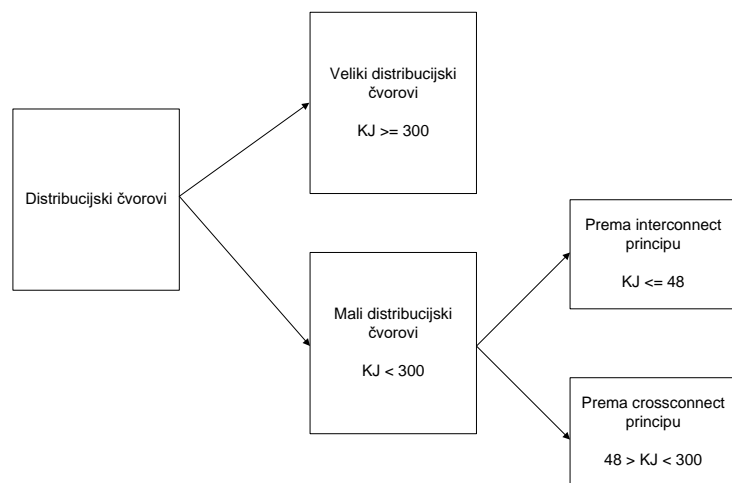 Veliki distribucijski
čvorovi
KJ >= 300
Distribucijski čvorovi
Mali distribucijski
čvorovi
KJ < 300
Prema interconnect
principu
KJ <= 48
Prema crossconnect
principu
48 > KJ < 300